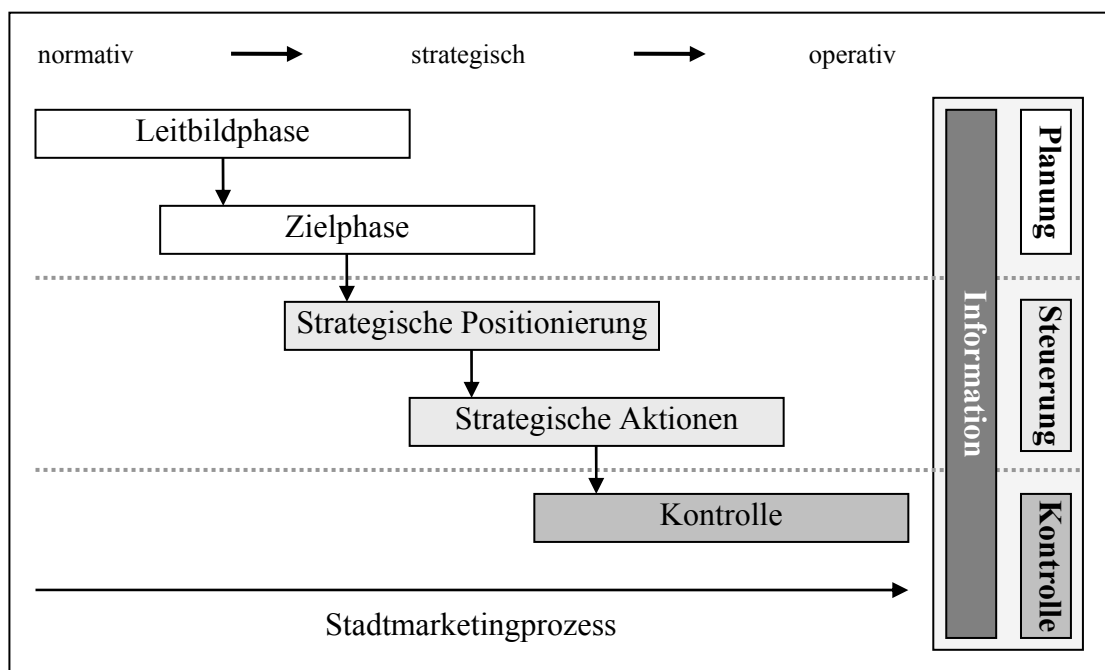 normativ
strategisch
operativ
Leitbildphase
Zielphase
Strategische Positionierung
Strategische Aktionen
Kontrolle
Stadtmarketingprozess
Information
Planung
Steuerung
Kontrolle